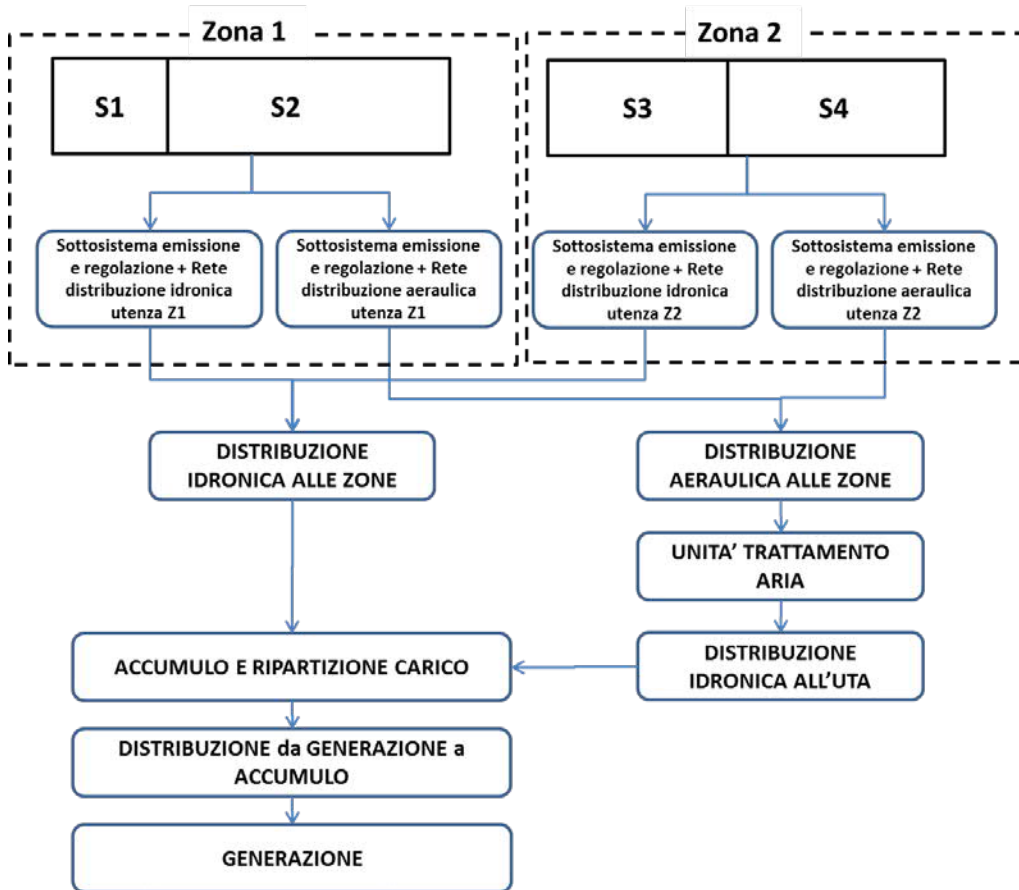 Zona 1
Zona 2
S1
S2
S3
S4
Sottosistema emissione
e regolazione + Rete
distribuzione idronica
utenza Z1
Sottosistema emissione
e regolazione + Rete
distribuzione aeraulica
utenza Z1
Sottosistema emissione
e regolazione + Rete
distribuzione idronica
utenza Z2
Sottosistema emissione
e regolazione + Rete
distribuzione aeraulica
utenza Z2
DISTRIBUZIONE
IDRONICA ALLE ZONE
DISTRIBUZIONE
AERAULICA ALLE ZONE
UNITA’ TRATTAMENTO
ARIA
ACCUMULO E RIPARTIZIONE CARICO
DISTRIBUZIONE
IDRONICA ALL’UTA
DISTRIBUZIONE da GENERAZIONE a
ACCUMULO
GENERAZIONE